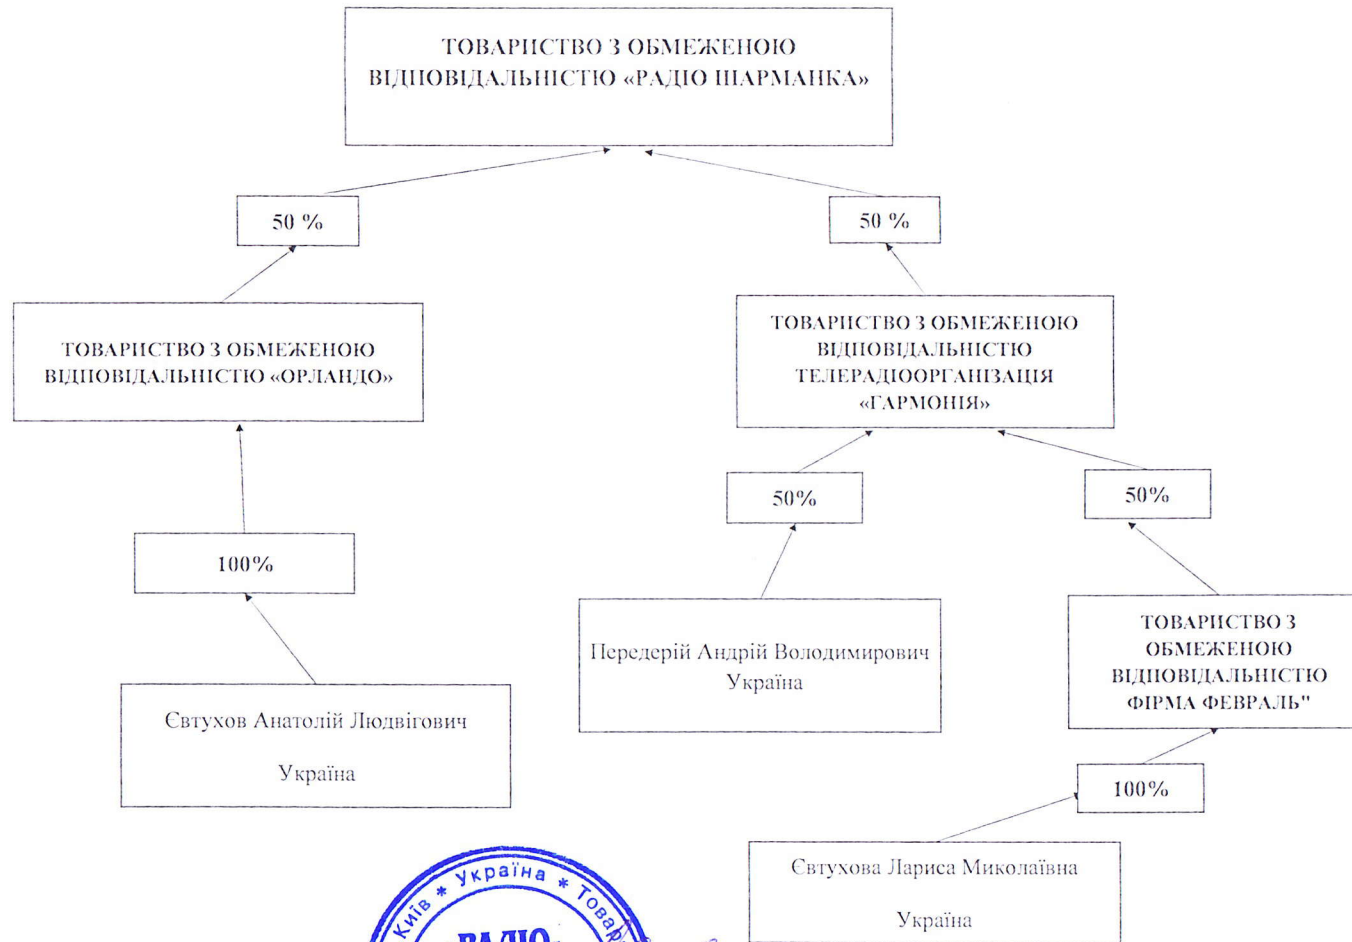 ТОВАРИСТВО З ОБМЕЖЕНОЮ
ВІДПОВІДАЛЬНІСТЮ «РАДІО ШАРМАНКА»
50 %
50 %
ТОВАРИСТВО З ОБМЕЖЕНОЮ
ВІДПОВІДАЛЬНІСТЮ «ОРЛАНДО»
ТОВАРИСТВО З ОБМЕЖЕНОЮ
ВІДПОВІДАЛЬНІСТЮ
ТЕЛЕРАДІООРГАНІЗАЦІЯ
«ГАРМОНІЯ»
50%
50%
100%
Передерій Андрій Володимирович
Україна
ТОВАРИСТВО З
ОБМЕЖЕНОЮ
ВІДПОВІДАЛЬНІСТЮ
ФІРМА ФЕВРАЛЬ"
Євтухов Анатолій Людвігович
Україна
100%
Євтухова Лариса Миколаївна
Україна
Київ * Україна *